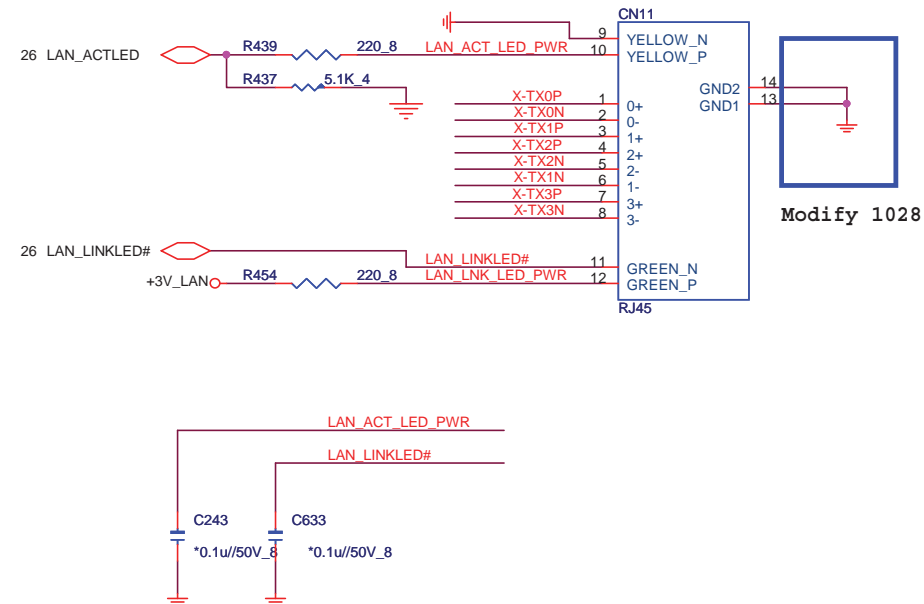 CN11
9 YELLOW_N
26 LAN_ACTLED R439 220_8 LAN_ACT_LED_PWR 10 YELLOW_P
R437 5.1K_4
14 GND2
13 GND1
X-TX0P 1 0+
X-TX0N 2 0-
X-TX1P 3 1+
X-TX2P 4 2+
X-TX2N 5 2-
X-TX1N 6 1-
X-TX3P 7 3+
X-TX3N 8 3-
Modify 1028
26 LAN_LINKLED# LAN_LINKLED# 11 GREEN_N
+3V_LAN R454 220_8 LAN_LNK_LED_PWR 12 GREEN_P
RJ45
LAN_ACT_LED_PWR
LAN_LINKLED#
C243 C633
*0.1u//50V_8 *0.1u//50V_8